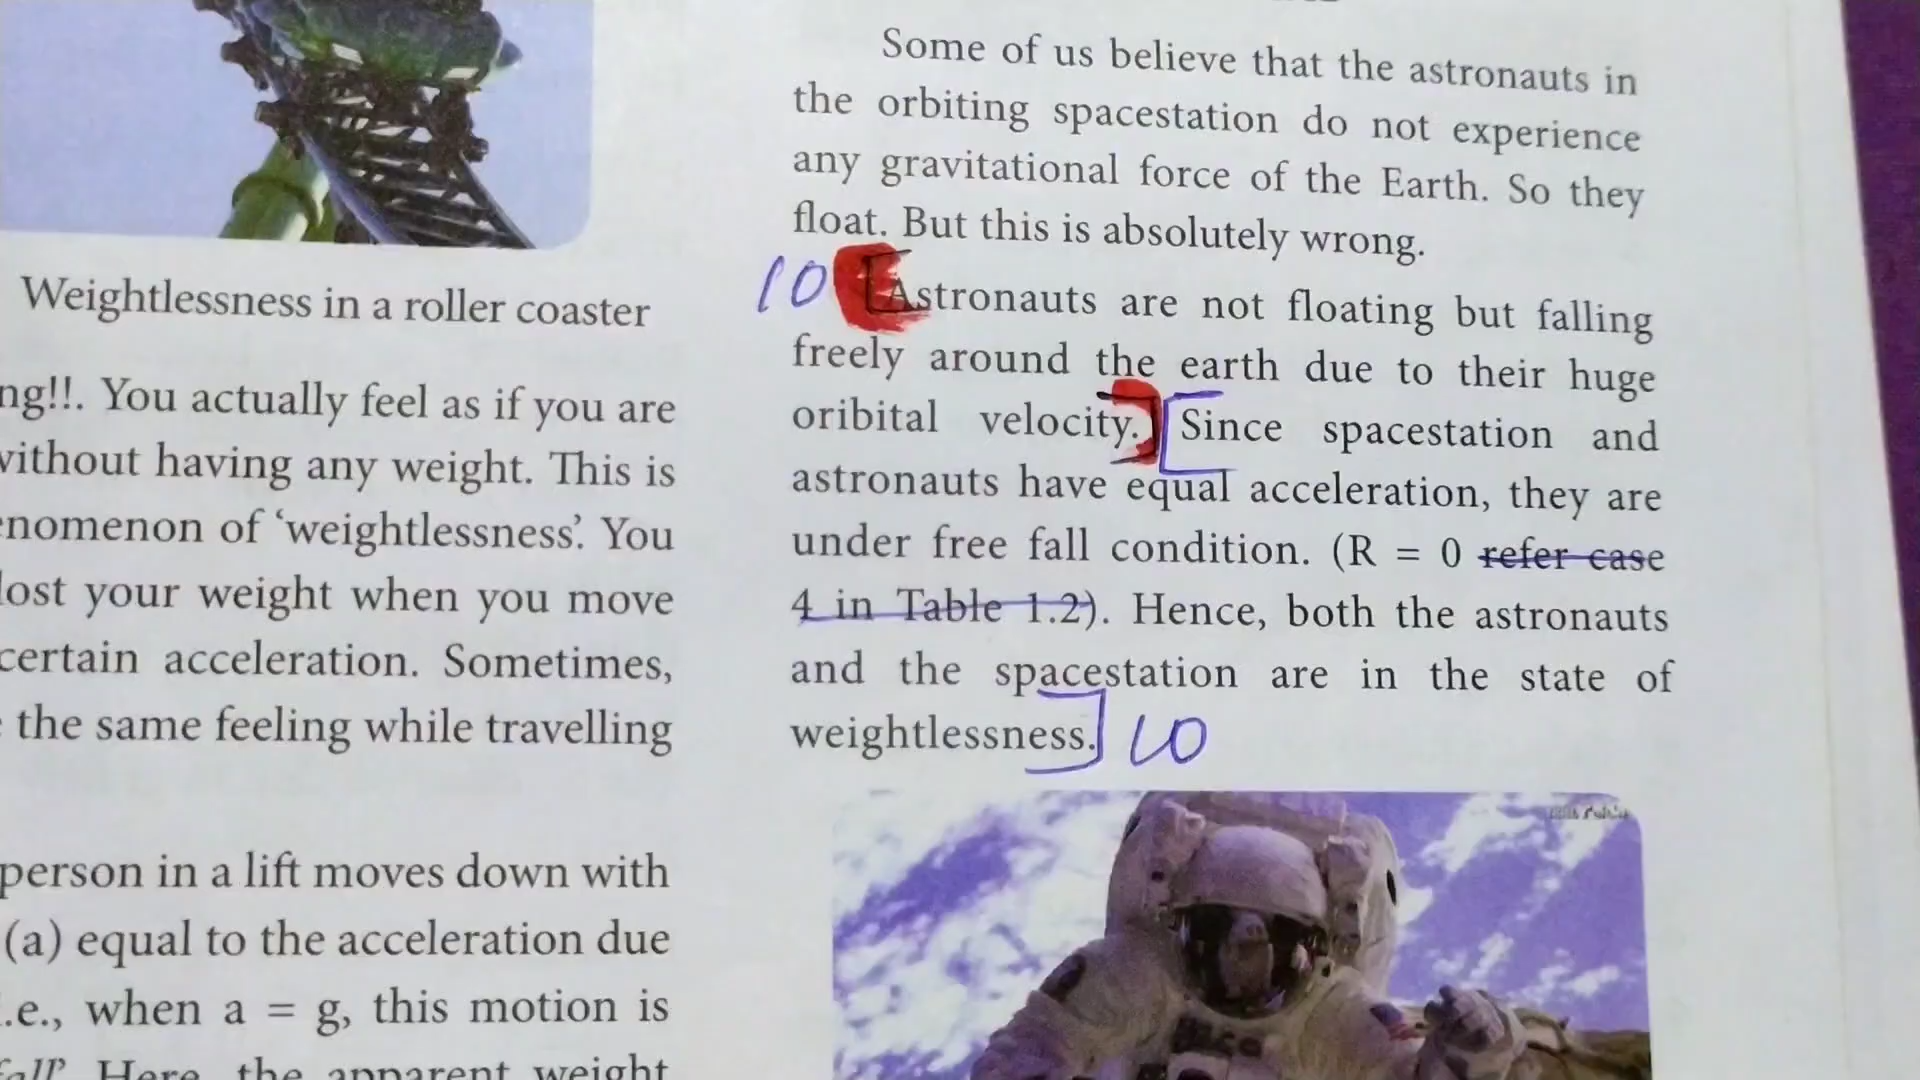 Weightlessness in a roller coaster
ng!!. You actually feel as if you are
without having any weight. This is
enomenon of ‘weightlessness’. You
lost your weight when you move
certain acceleration. Sometimes,
the same feeling while travelling
person in a lift moves down with
(a) equal to the acceleration due
i.e., when a = g, this motion is
fall’. Here, the apparent weight
Some of us believe that the astronauts in
the orbiting spacestation do not experience
any gravitational force of the Earth. So they
float. But this is absolutely wrong.
10 [Astronauts are not floating but falling
freely around the earth due to their huge
oribital velocity.] [Since spacestation and
astronauts have equal acceleration, they are
under free fall condition. (R = 0 refer case
4 in Table 1.2). Hence, both the astronauts
and the spacestation are in the state of
weightlessness.] 10